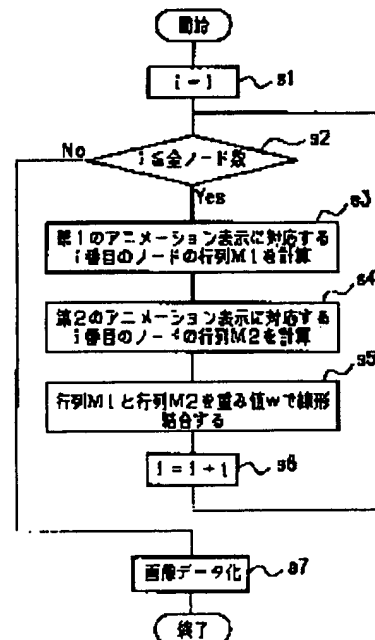 開始
i = 1
s1
i ≦ 全ノード数
s2
No
Yes
第1のアニメーション表示に対応する
i番目のノードの行列M1を計算
s3
第2のアニメーション表示に対応する
i番目のノードの行列M2を計算
s4
行列M1と行列M2を重み値wで線形
結合する
s5
i = i + 1
s6
画像データ化
s7
終了